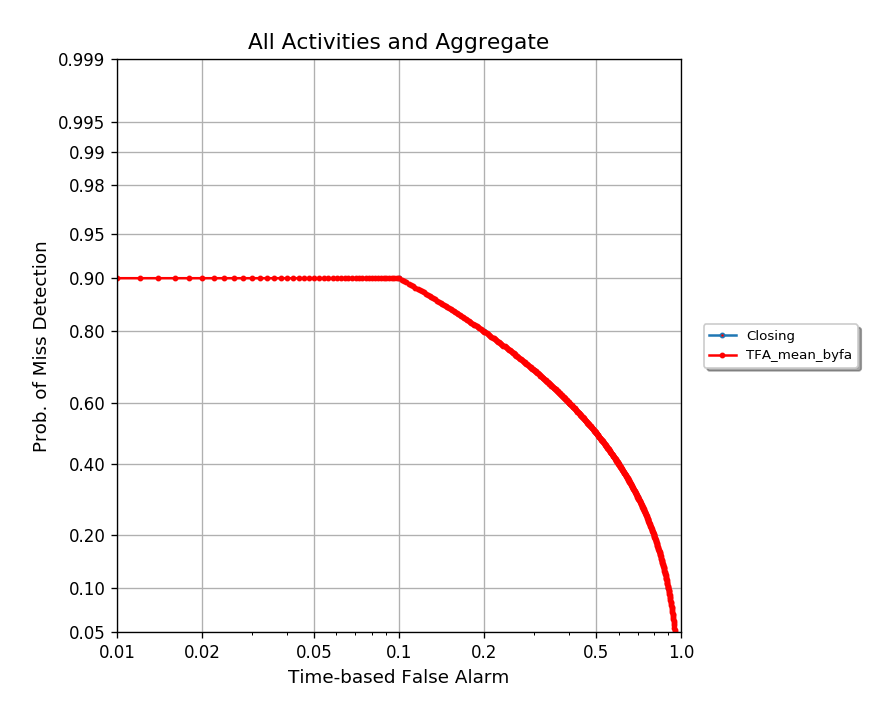 All Activities and Aggregate
0.999
0.995
0.99
0.98
0.95
0.90
0.80
0.60
0.40
0.20
0.10
0.05
Prob. of Miss Detection
0.01 0.02 0.05 0.1 0.2 0.5 1.0
Time-based False Alarm
Closing
TFA_mean_byfa